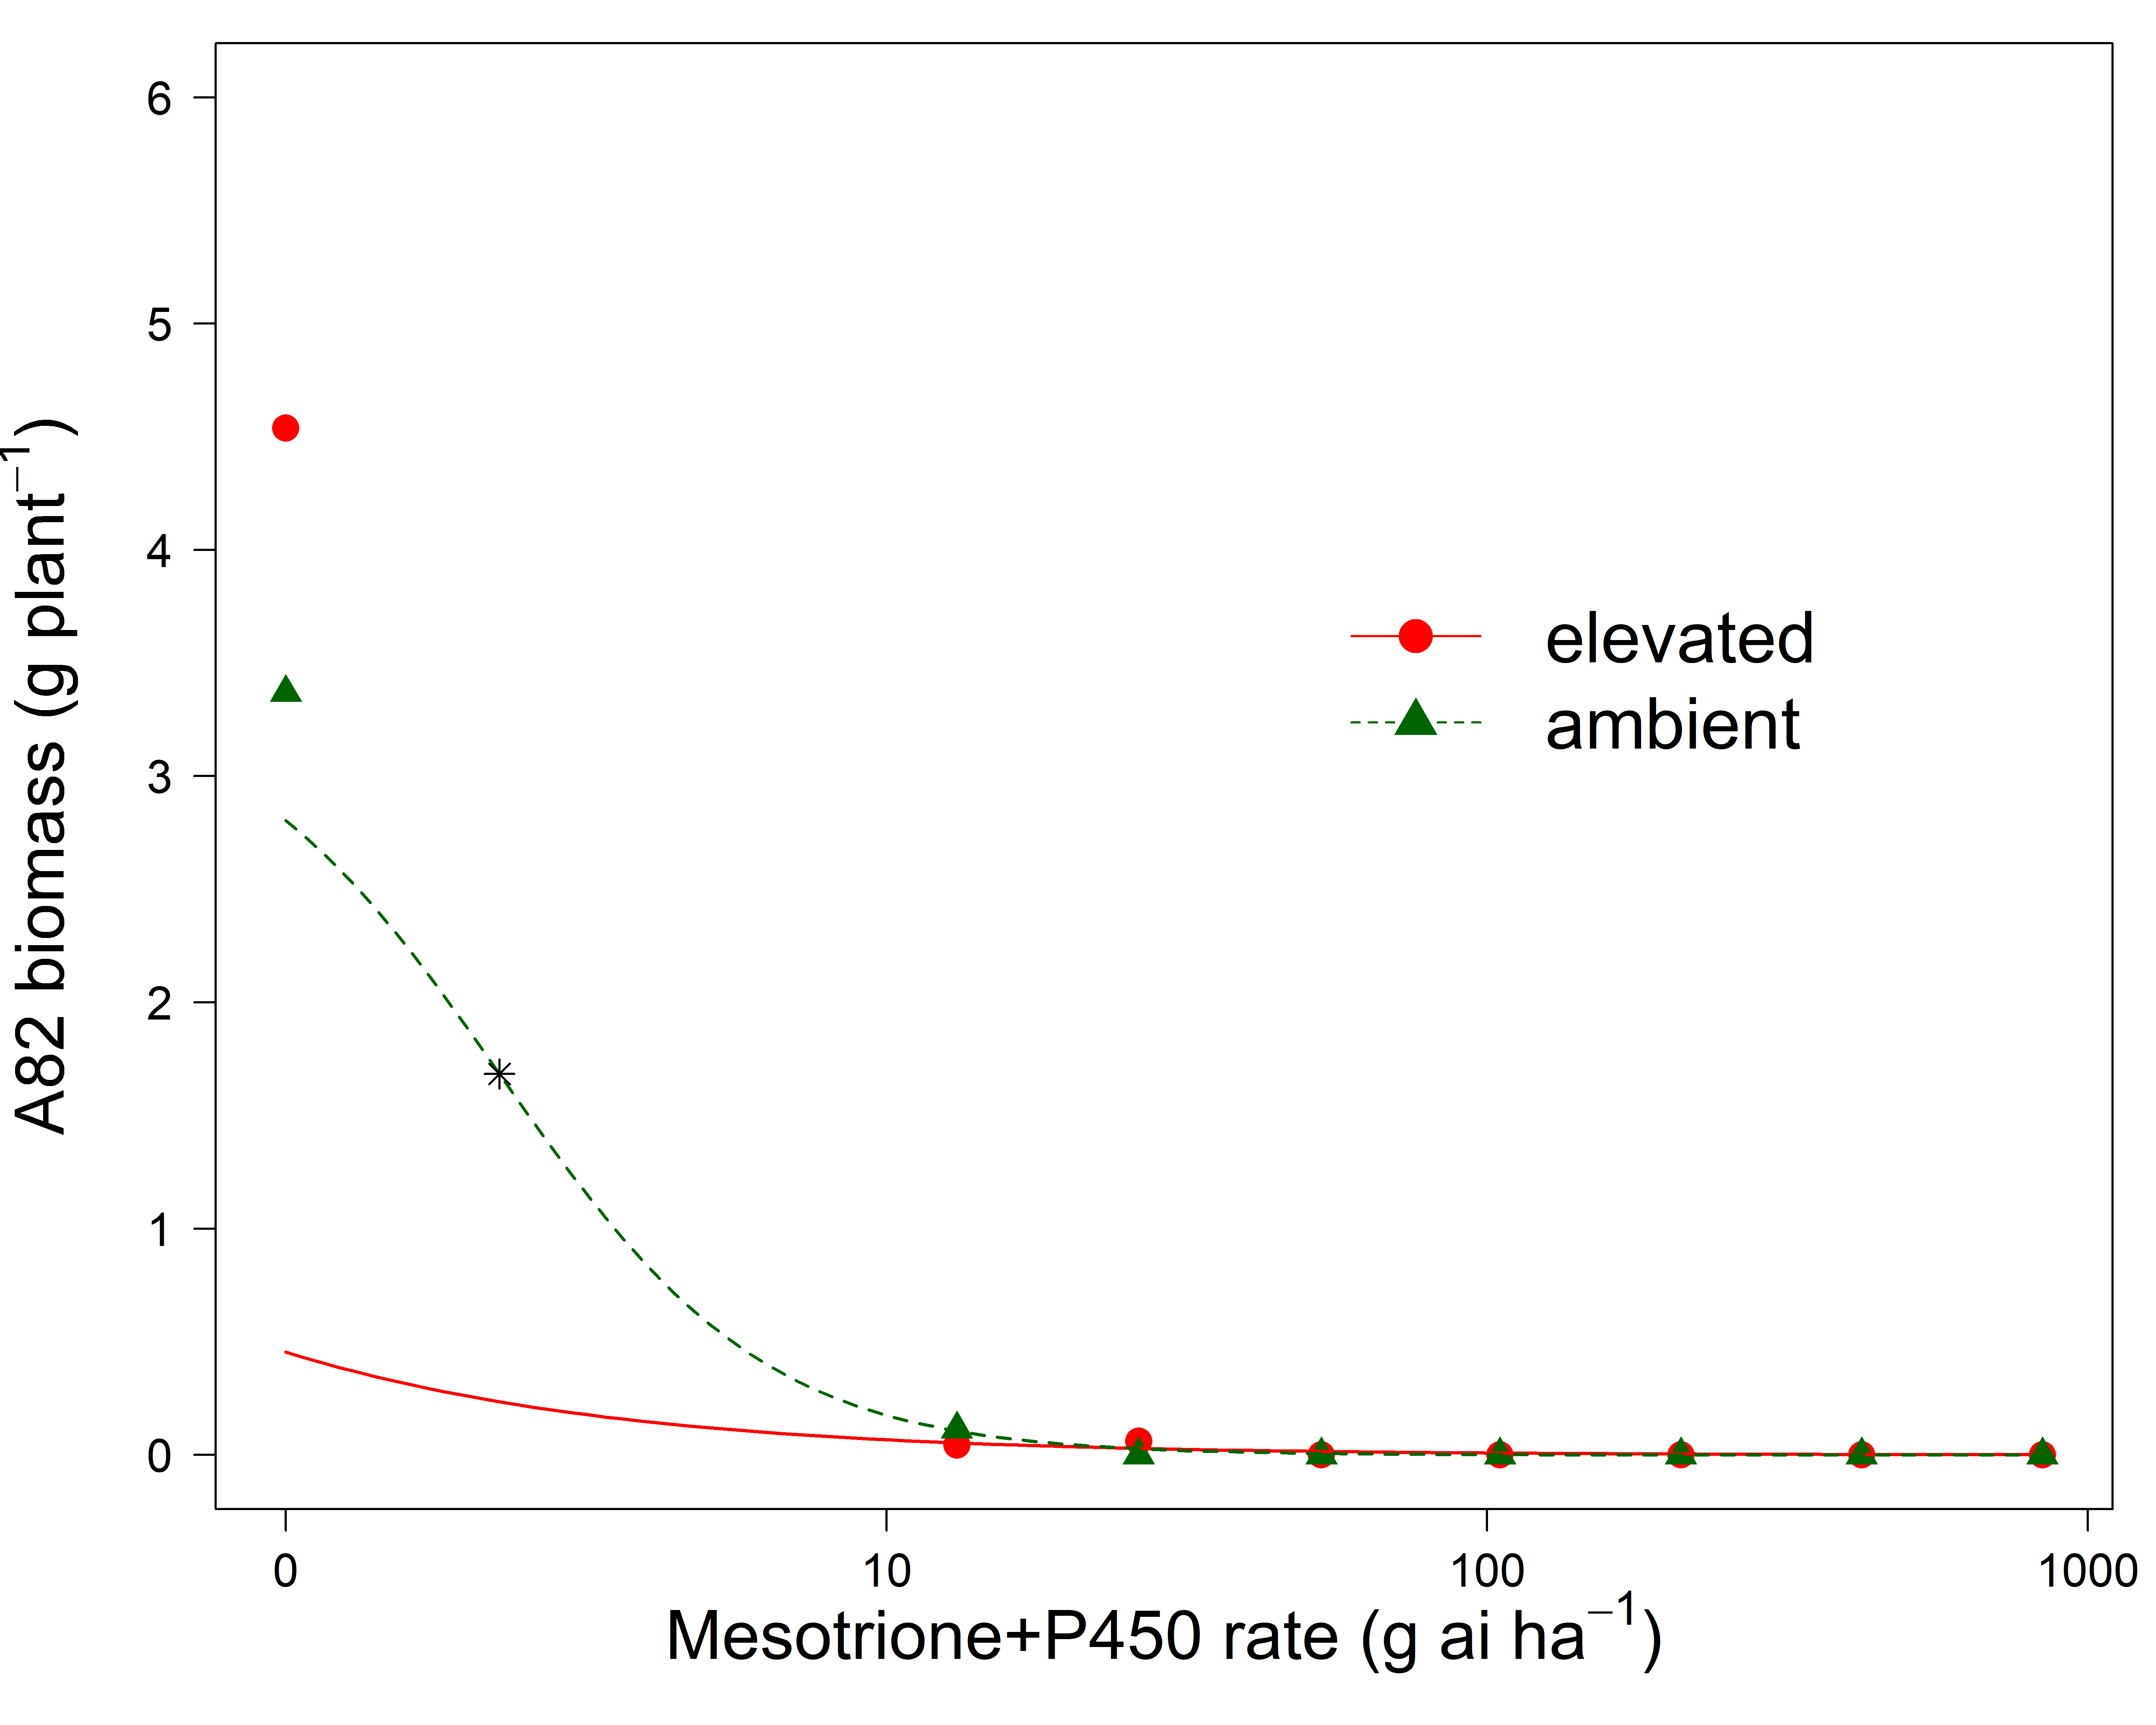 6
5
4
3
2
1
0
A82 biomass (g plant⁻¹)
elevated
ambient
0 10 100 1000
Mesotrione+P450 rate (g ai ha⁻¹)